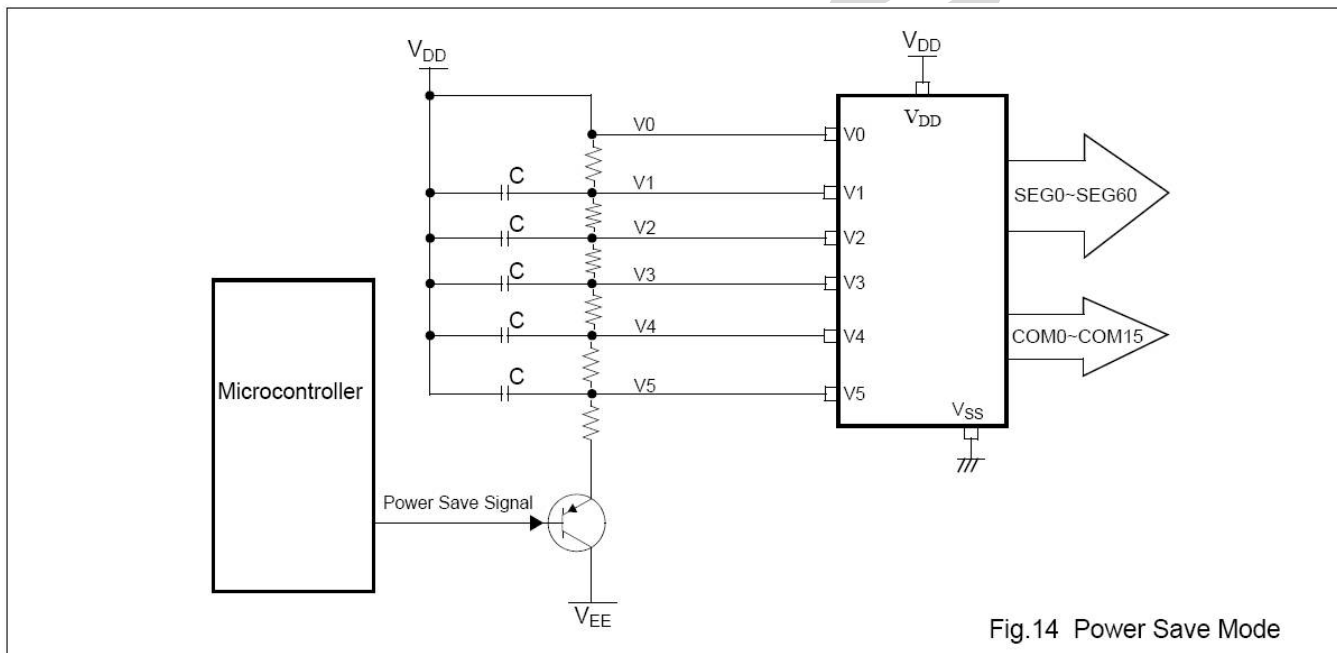 VDD
VDD
VDD
V0
V0
C
V1
V1
SEG0~SEG60
C
V2
V2
C
V3
V3
C
V4
V4
COM0~COM15
C
V5
V5
Microcontroller
VSS
Power Save Signal
VEE
Fig.14 Power Save Mode